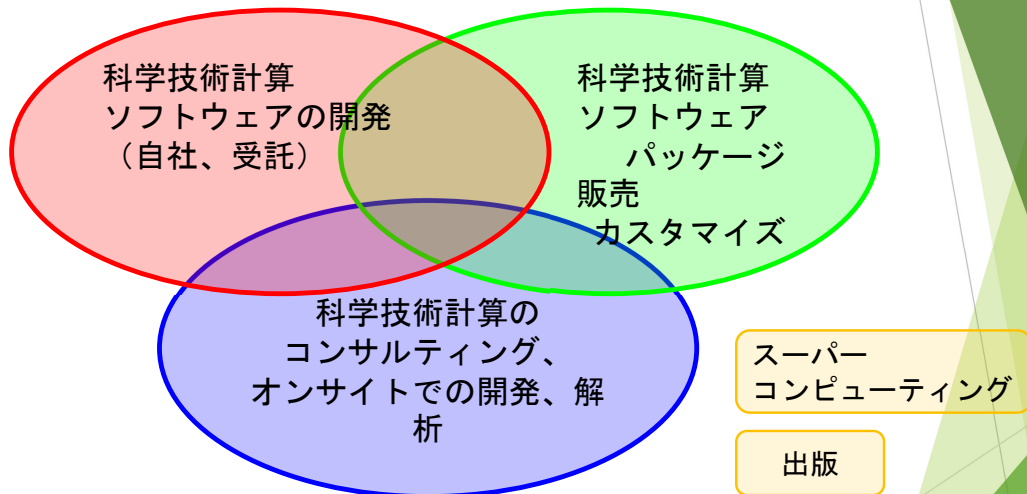 科学技術計算
ソフトウェアの開発
（自社、受託）
科学技術計算
ソフトウェア
パッケージ
販売
カスタマイズ
科学技術計算の
コンサルティング、
オンサイトでの開発、解
析
スーパー
コンピューティング
出版